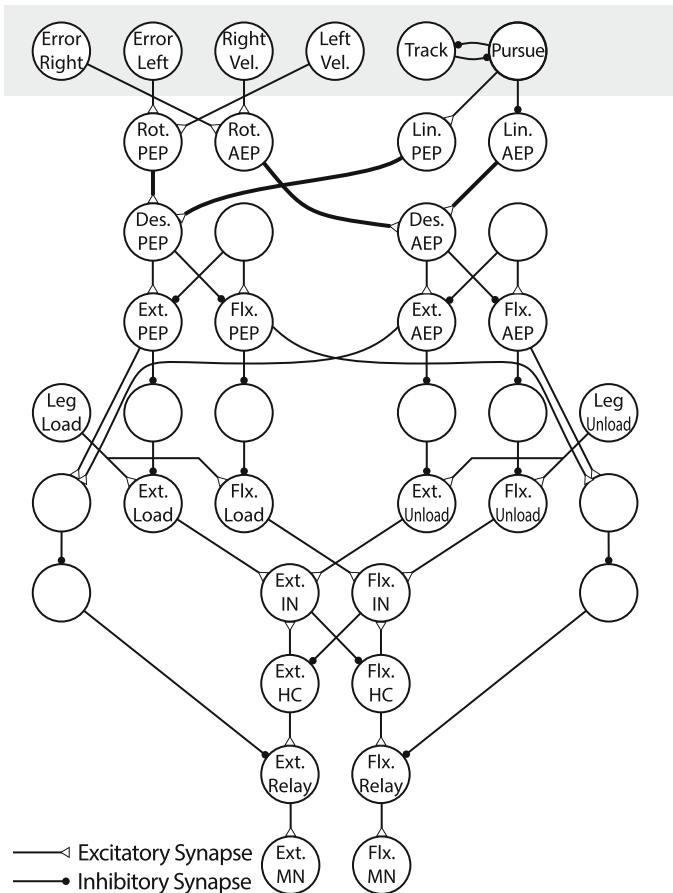 Error Right
Error Left
Right Vel.
Left Vel.
Track
Pursue
Rot. PEP
Rot. AEP
Lin. PEP
Lin. AEP
Des. PEP
Des. AEP
Ext. PEP
Flx. PEP
Ext. AEP
Flx. AEP
Leg Load
Leg Unload
Ext. Load
Flx. Load
Ext. Unload
Flx. Unload
Ext. IN
Flx. IN
Ext. HC
Flx. HC
Ext. Relay
Flx. Relay
Ext. MN
Flx. MN
Excitatory Synapse
Inhibitory Synapse